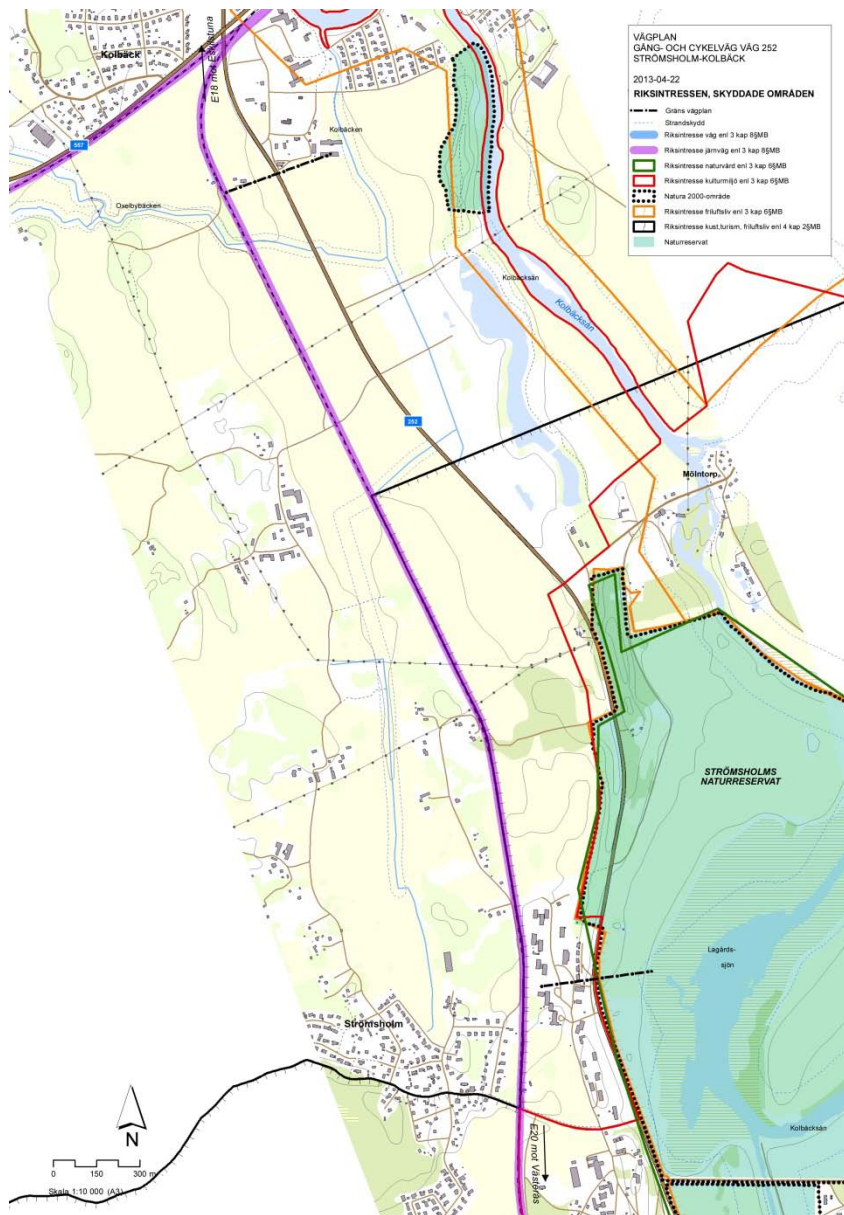 VÄGPLAN
GÅNG- OCH CYKELVÄG VÄG 252
STRÖMSHOLM-KOLBÄCK
2013-04-22
RIKSINTRESSEN, SKYDDADE OMRÅDEN
Gräns vägplan
Strandskydd
Riksintresse väg enl 3 kap 8§MB
Riksintresse järnväg enl 3 kap 8§MB
Riksintresse naturvård enl 3 kap 6§MB
Riksintresse kulturmiljö enl 3 kap 6§MB
Natura 2000-område
Riksintresse friluftsliv enl 3 kap 6§MB
Riksintresse kust,turism, friluftsliv enl 4 kap 2§MB
Naturreservat
Kolbäck
E18 mot Eskilstuna
557
Kolbäcken
Oxelbybäcken
Kolbäcksån
Kolbäcksån
252
Mölntorp
STRÖMSHOLMS
NATURRESERVAT
Lagårds-
sjön
Strömsholm
Kolbäcksån
E20 mot Västerås
N
0 150 300 m
Skala 1:10 000 (A3)